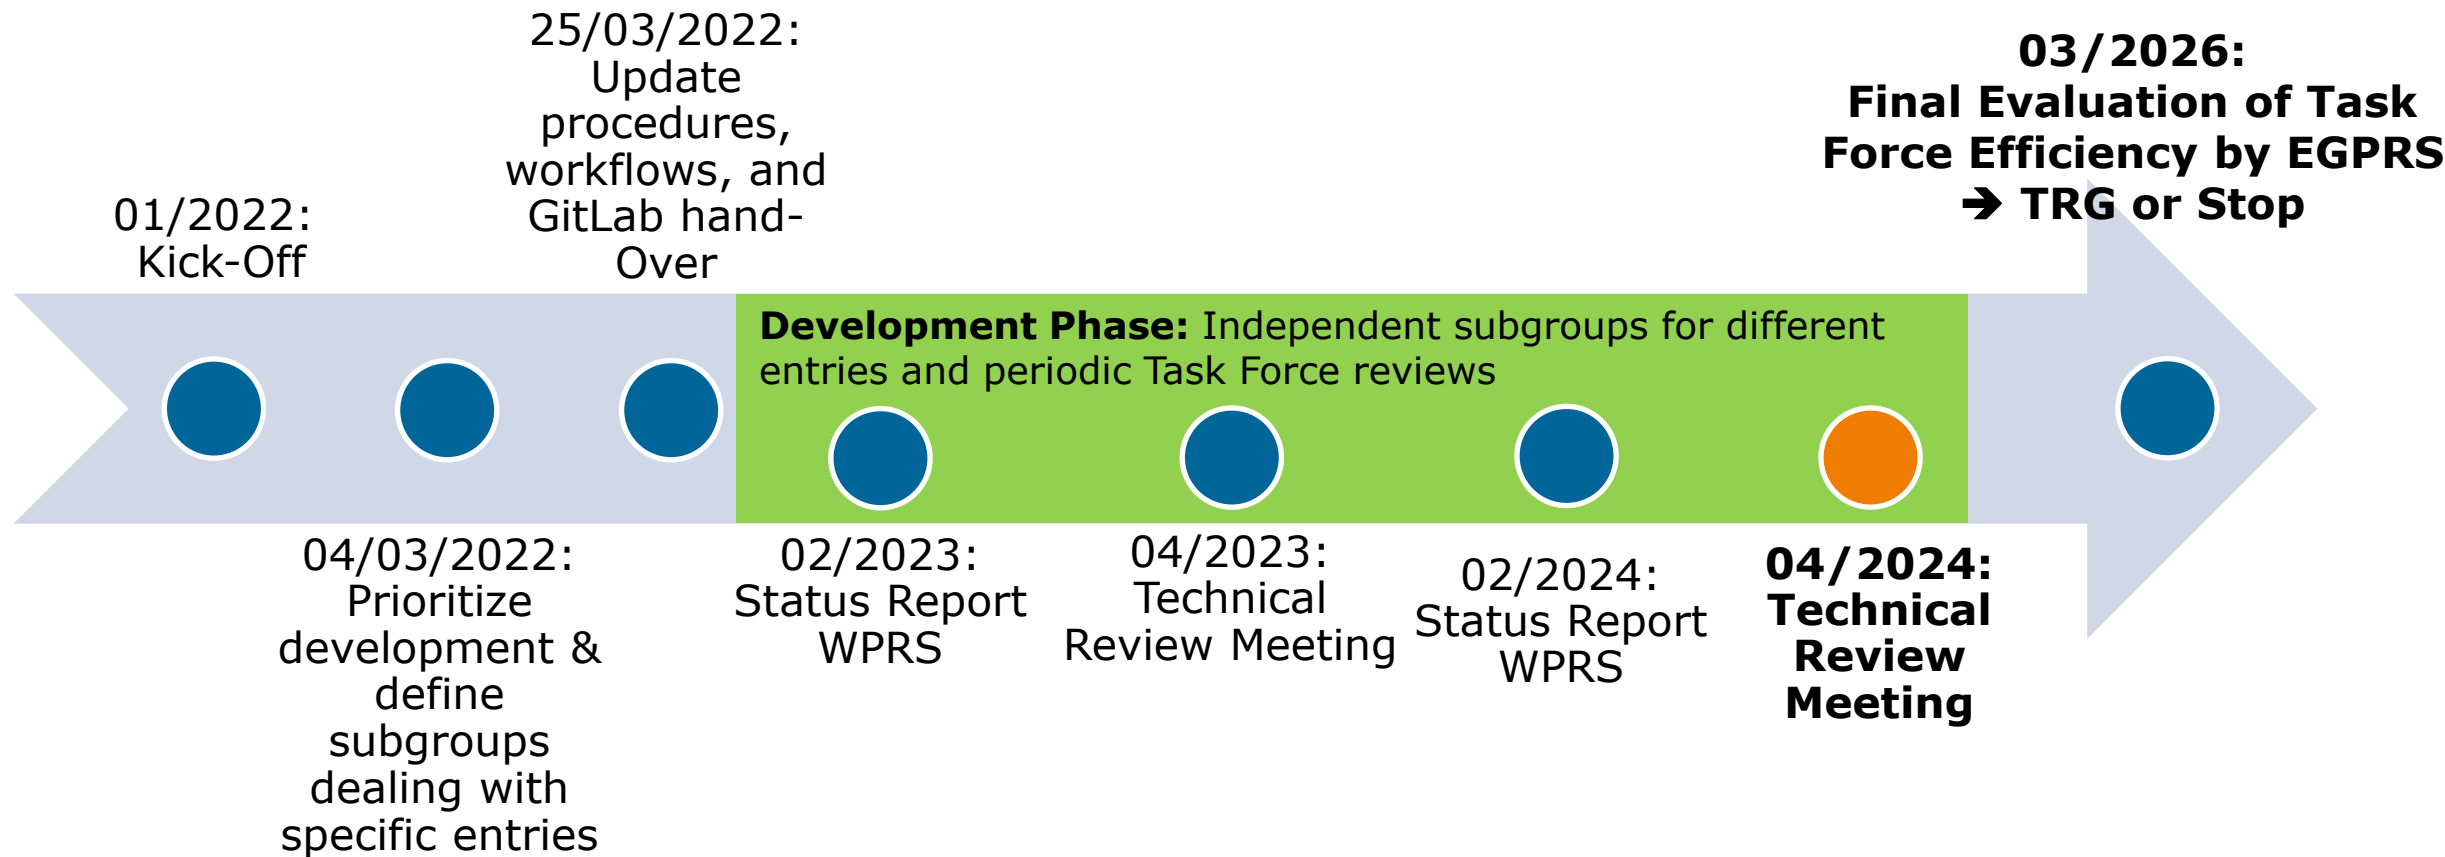 01/2022:
Kick-Off
25/03/2022:
Update
procedures,
workflows, and
GitLab hand-
Over
03/2026:
Final Evaluation of Task
Force Efficiency by EGPRS
➔ TRG or Stop
Development Phase: Independent subgroups for different
entries and periodic Task Force reviews
04/03/2022:
Prioritize
development &
define
subgroups
dealing with
specific entries
02/2023:
Status Report
WPRS
04/2023:
Technical
Review Meeting
02/2024:
Status Report
WPRS
04/2024:
Technical
Review
Meeting